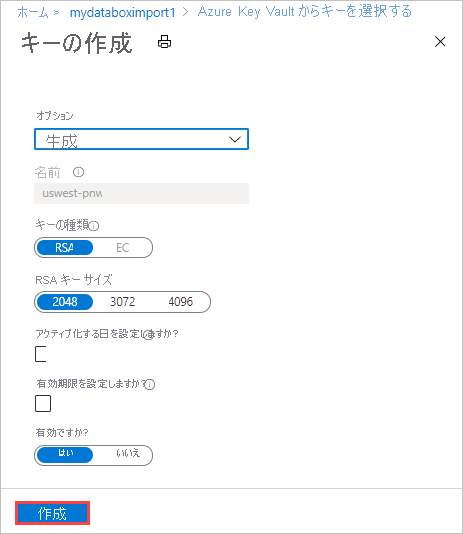 ホーム > mydataboximport1 > Azure Key Vault からキーを選択する
キーの作成
オプション
生成
名前
uswest-pnw
キーの種類
RSA EC
RSA キー サイズ
2048 3072 4096
アクティブ化する日を設定しますか?
有効期限を設定しますか?
有効ですか?
はい いいえ
作成